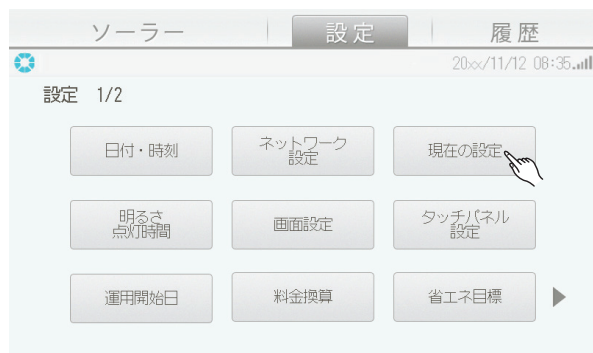 ソーラー 設定 履歴
20xx/11/12 08:35
設定 1/2
日付・時刻 ネットワーク
設定 現在の設定
明るさ
点灯時間 画面設定 タッチパネル
設定
運用開始日 料金換算 省エネ目標